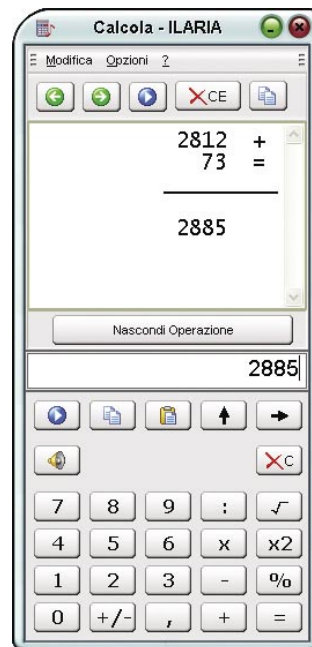 Calcola - ILARIA
Modifica Opzioni ?
CE
2812 +
73 =
2885
Nascondi Operazione
2885
C
7 8 9 : √
4 5 6 x x2
1 2 3 - %
0 +/- , + =